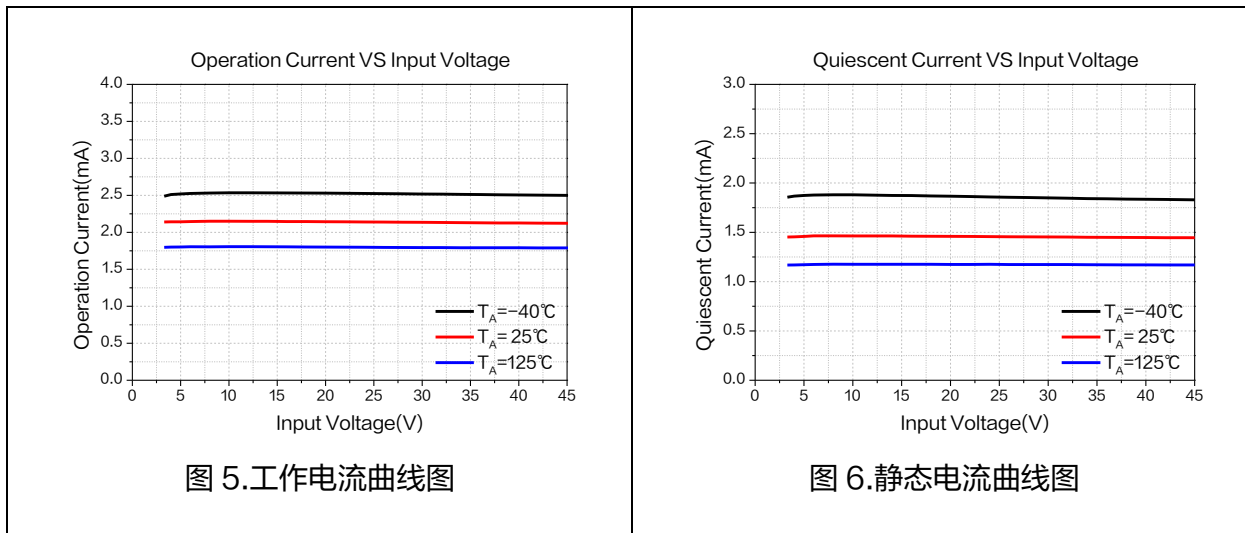 Operation Current VS Input Voltage
4.0
3.5
3.0
2.5
2.0
1.5
1.0
0.5
0.0
Operation Current(mA)
T_A=−40℃
T_A= 25℃
T_A=125℃
0 5 10 15 20 25 30 35 40 45
Input Voltage(V)
图 5.工作电流曲线图
Quiescent Current VS Input Voltage
3.0
2.5
2.0
1.5
1.0
0.5
0.0
Quiescent Current(mA)
T_A=−40℃
T_A= 25℃
T_A=125℃
0 5 10 15 20 25 30 35 40 45
Input Voltage(V)
图 6.静态电流曲线图